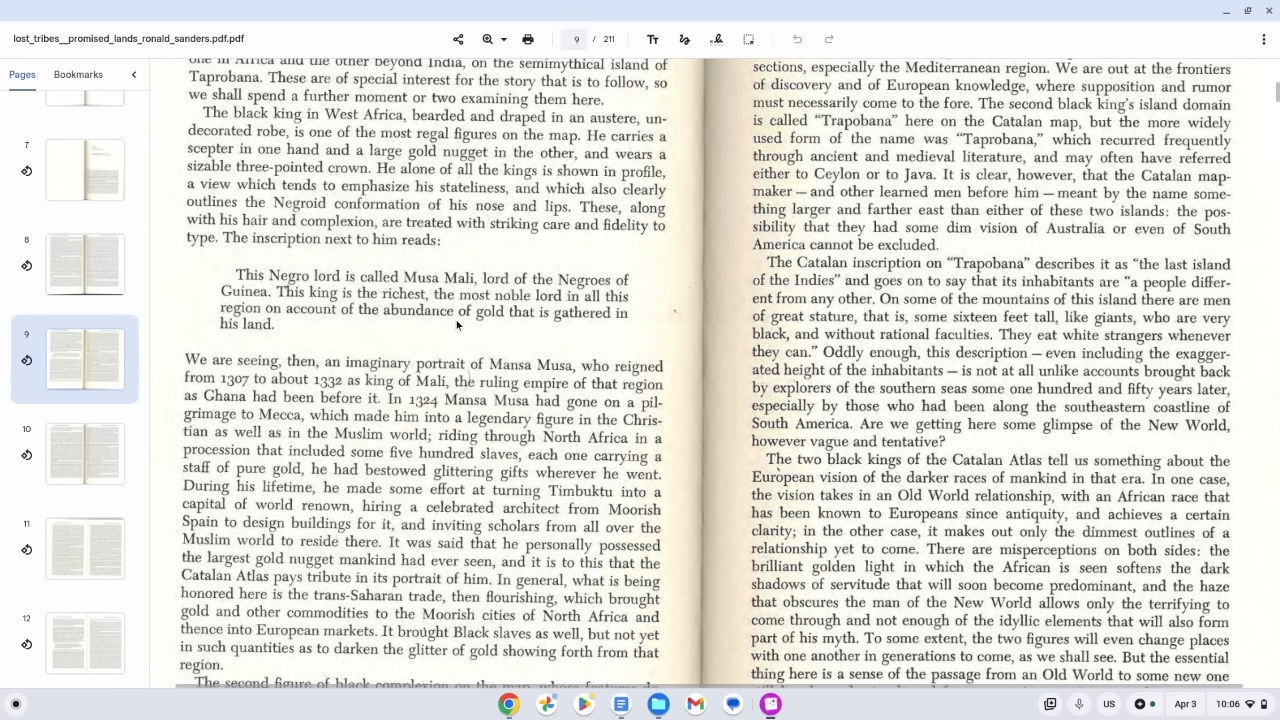 lost_tribes__promised_lands_ronald_sanders.pdf.pdf
9 / 211
Pages
Bookmarks
7
8
9
10
11
12
one in Africa and the other beyond India, on the semimythical island of
Taprobana. These are of special interest for the story that is to follow, so
we shall spend a further moment or two examining them here.
The black king in West Africa, bearded and draped in an austere, un-
decorated robe, is one of the most regal figures on the map. He carries a
scepter in one hand and a large gold nugget in the other, and wears a
sizable three-pointed crown. He alone of all the kings is shown in profile,
a view which tends to emphasize his stateliness, and which also clearly
outlines the Negroid conformation of his nose and lips. These, along
with his hair and complexion, are treated with striking care and fidelity to
type. The inscription next to him reads:
This Negro lord is called Musa Mali, lord of the Negroes of
Guinea. This king is the richest, the most noble lord in all this
region on account of the abundance of gold that is gathered in
his land.
We are seeing, then, an imaginary portrait of Mansa Musa, who reigned
from 1307 to about 1332 as king of Mali, the ruling empire of that region
as Ghana had been before it. In 1324 Mansa Musa had gone on a pil-
grimage to Mecca, which made him into a legendary figure in the Chris-
tian as well as in the Muslim world; riding through North Africa in a
procession that included some five hundred slaves, each one carrying a
staff of pure gold, he had bestowed glittering gifts wherever he went.
During his lifetime, he made some effort at turning Timbuktu into a
capital of world renown, hiring a celebrated architect from Moorish
Spain to design buildings for it, and inviting scholars from all over the
Muslim world to reside there. It was said that he personally possessed
the largest gold nugget mankind had ever seen, and it is to this that the
Catalan Atlas pays tribute in its portrait of him. In general, what is being
honored here is the trans-Saharan trade, then flourishing, which brought
gold and other commodities to the Moorish cities of North Africa and
thence into European markets. It brought Black slaves as well, but not yet
in such quantities as to darken the glitter of gold showing forth from that
region.
The second figure of black complexion on the map, whose features do
sections, especially the Mediterranean region. We are out at the frontiers
of discovery and of European knowledge, where supposition and rumor
must necessarily come to the fore. The second black king's island domain
is called “Trapobana” here on the Catalan map, but the more widely
used form of the name was “Taprobana,” which recurred frequently
through ancient and medieval literature, and may often have referred
either to Ceylon or to Java. It is clear, however, that the Catalan map-
maker — and other learned men before him — meant by the name some-
thing larger and farther east than either of these two islands: the pos-
sibility that they had some dim vision of Australia or even of South
America cannot be excluded.
The Catalan inscription on “Trapobana” describes it as “the last island
of the Indies” and goes on to say that its inhabitants are “a people differ-
ent from any other. On some of the mountains of this island there are men
of great stature, that is, some sixteen feet tall, like giants, who are very
black, and without rational faculties. They eat white strangers whenever
they can.” Oddly enough, this description — even including the exagger-
ated height of the inhabitants — is not at all unlike accounts brought back
by explorers of the southern seas some one hundred and fifty years later,
especially by those who had been along the southeastern coastline of
South America. Are we getting here some glimpse of the New World,
however vague and tentative?
The two black kings of the Catalan Atlas tell us something about the
European vision of the darker races of mankind in that era. In one case,
the vision takes in an Old World relationship, with an African race that
has been known to Europeans since antiquity, and achieves a certain
clarity; in the other case, it makes out only the dimmest outlines of a
relationship yet to come. There are misperceptions on both sides: the
brilliant golden light in which the African is seen softens the dark
shadows of servitude that will soon become predominant, and the haze
that obscures the man of the New World allows only the terrifying to
come through and not enough of the idyllic elements that will also form
part of his myth. To some extent, the two figures will even change places
with one another in generations to come, as we shall see. But the essential
thing here is a sense of the passage from an Old World to some new one
US
Apr 3
10:06